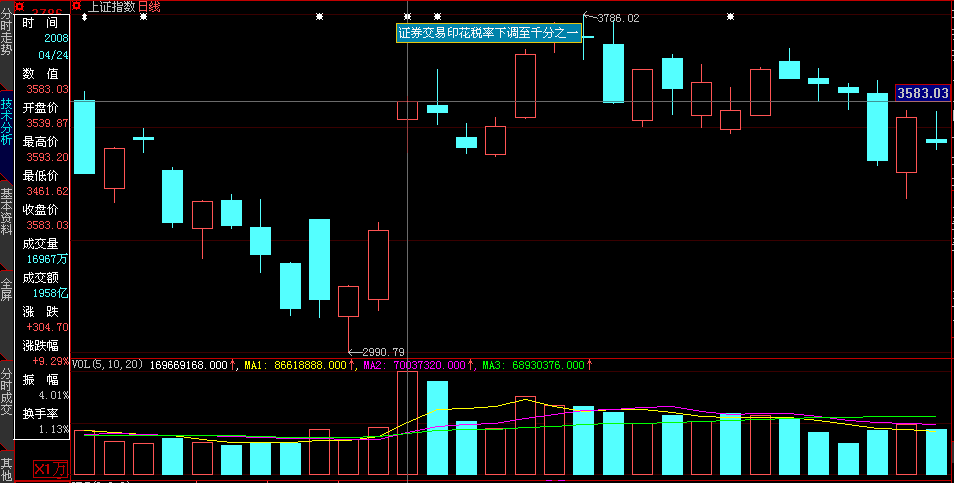 分时走势
技术分析
基本资料
全屏
分时成交
其他
3786
时 间
2008
04/24
数 值
3583.03
开盘价
3539.87
最高价
3593.20
最低价
3461.62
收盘价
3583.03
成交量
16967万
成交额
1958亿
涨 跌
+304.70
涨跌幅
+9.29%
振 幅
4.01%
换手率
1.13%
X1万
上证指数日线
证券交易印花税率下调至千分之一
3786.02
3583.03
2990.79
VOL(5,10,20) 169669168.000↑, MA1: 86618888.000↑, MA2: 70037320.000↑, MA3: 68930376.000↑